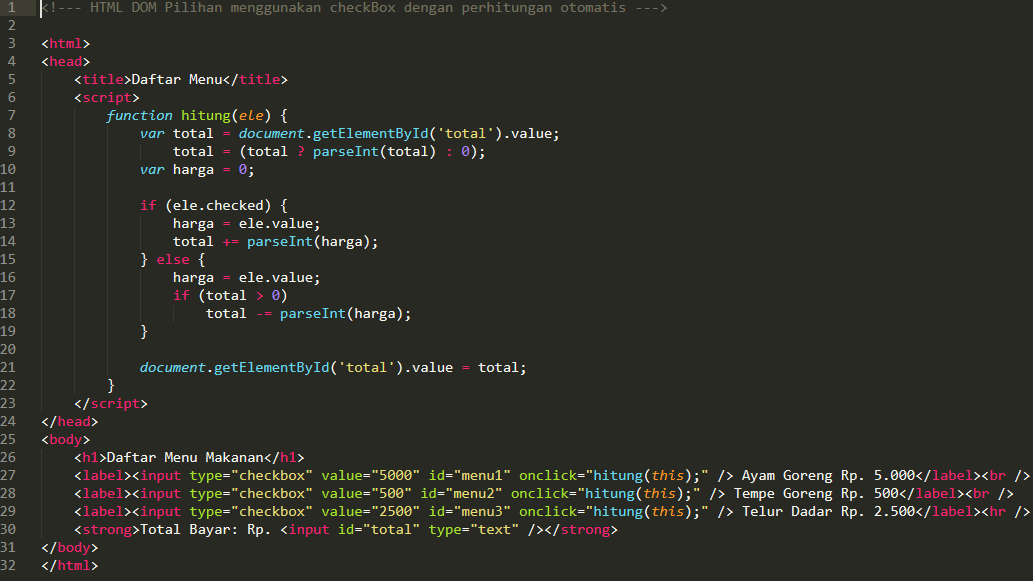 1 <!--- HTML DOM Pilihan menggunakan checkBox dengan perhitungan otomatis --->
2
3 <html>
4 <head>
5     <title>Daftar Menu</title>
6     <script>
7         function hitung(ele) {
8             var total = document.getElementById('total').value;
9                 total = (total ? parseInt(total) : 0);
10             var harga = 0;
11
12             if (ele.checked) {
13                 harga = ele.value;
14                 total += parseInt(harga);
15             } else {
16                 harga = ele.value;
17                 if (total > 0)
18                     total -= parseInt(harga);
19             }
20
21             document.getElementById('total').value = total;
22         }
23     </script>
24 </head>
25 <body>
26     <h1>Daftar Menu Makanan</h1>
27     <label><input type="checkbox" value="5000" id="menu1" onclick="hitung(this);" /> Ayam Goreng Rp. 5.000</label><br />
28     <label><input type="checkbox" value="500" id="menu2" onclick="hitung(this);" /> Tempe Goreng Rp. 500</label><br />
29     <label><input type="checkbox" value="2500" id="menu3" onclick="hitung(this);" /> Telur Dadar Rp. 2.500</label><hr />
30     <strong>Total Bayar: Rp. <input id="total" type="text" /></strong>
31 </body>
32 </html>